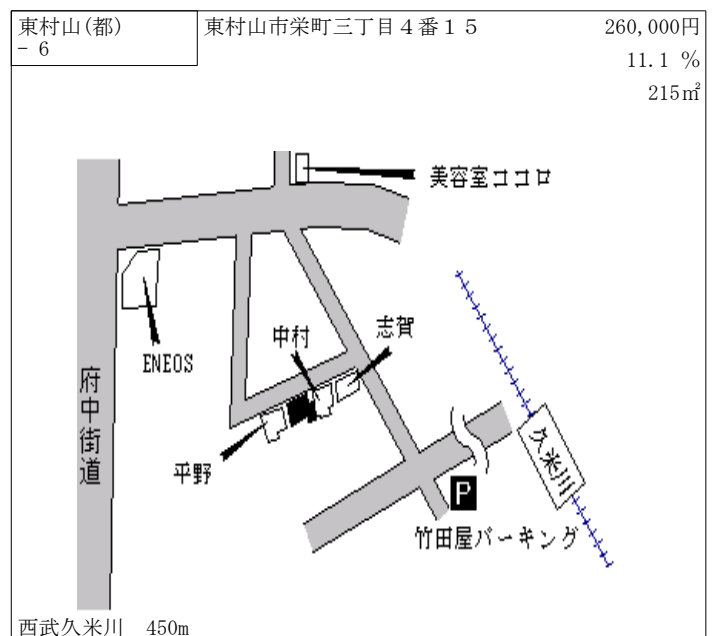 東村山(都)
－6
東村山市栄町三丁目４番１５
260,000円
11.1 %
215㎡
美容室ココロ
ENEOS
中村
志賀
府中街道
平野
久米川
P
竹田屋パーキング
西武久米川 450m